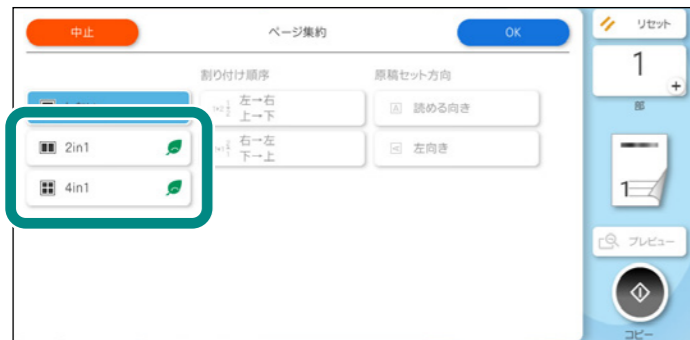 中止
ページ集約
OK
リセット
割り付け順序
原稿セット方向
1
+
部
左→右
上→下
A 読める向き
2in1
右→左
下→上
左向き
4in1
1
プレビュー
コピー